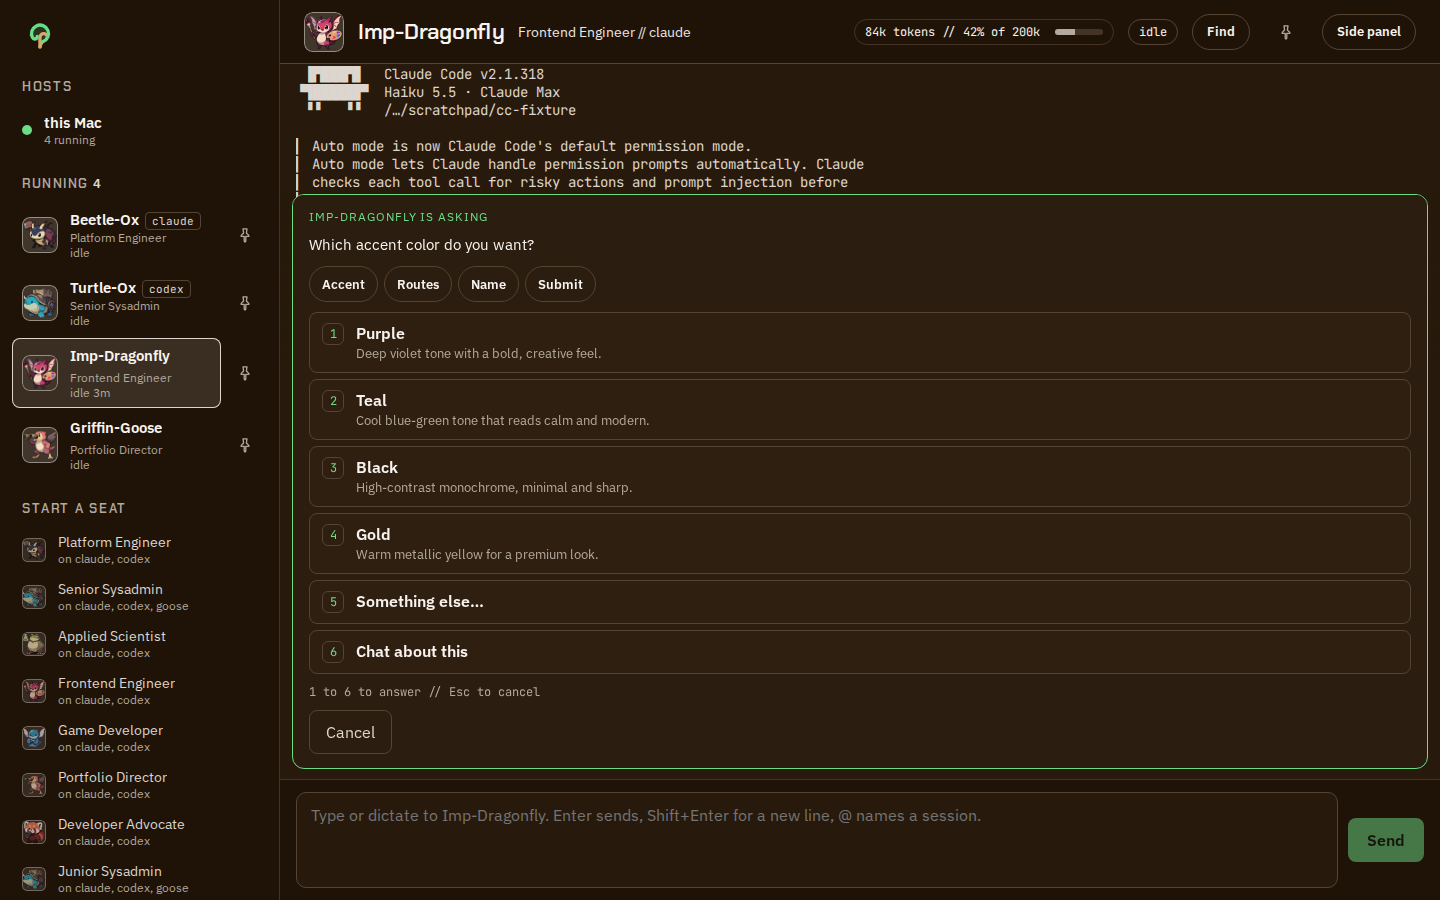 HOSTS
this Mac
4 running
RUNNING 4
Beetle-Ox claude
Platform Engineer
idle
Turtle-Ox codex
Senior Sysadmin
idle
Imp-Dragonfly
Frontend Engineer
idle 3m
Griffin-Goose
Portfolio Director
idle
START A SEAT
Platform Engineer
on claude, codex
Senior Sysadmin
on claude, codex, goose
Applied Scientist
on claude, codex
Frontend Engineer
on claude, codex
Game Developer
on claude, codex
Portfolio Director
on claude, codex
Developer Advocate
on claude, codex
Junior Sysadmin
on claude, codex, goose
Imp-Dragonfly Frontend Engineer // claude 84k tokens // 42% of 200k idle Find Side panel
Claude Code v2.1.318
Haiku 5.5 · Claude Max
/…/scratchpad/cc-fixture
Auto mode is now Claude Code's default permission mode.
Auto mode lets Claude handle permission prompts automatically. Claude
checks each tool call for risky actions and prompt injection before
IMP-DRAGONFLY IS ASKING
Which accent color do you want?
Accent Routes Name Submit
1 Purple
Deep violet tone with a bold, creative feel.
2 Teal
Cool blue-green tone that reads calm and modern.
3 Black
High-contrast monochrome, minimal and sharp.
4 Gold
Warm metallic yellow for a premium look.
5 Something else…
6 Chat about this
1 to 6 to answer // Esc to cancel
Cancel
Type or dictate to Imp-Dragonfly. Enter sends, Shift+Enter for a new line, @ names a session.
Send